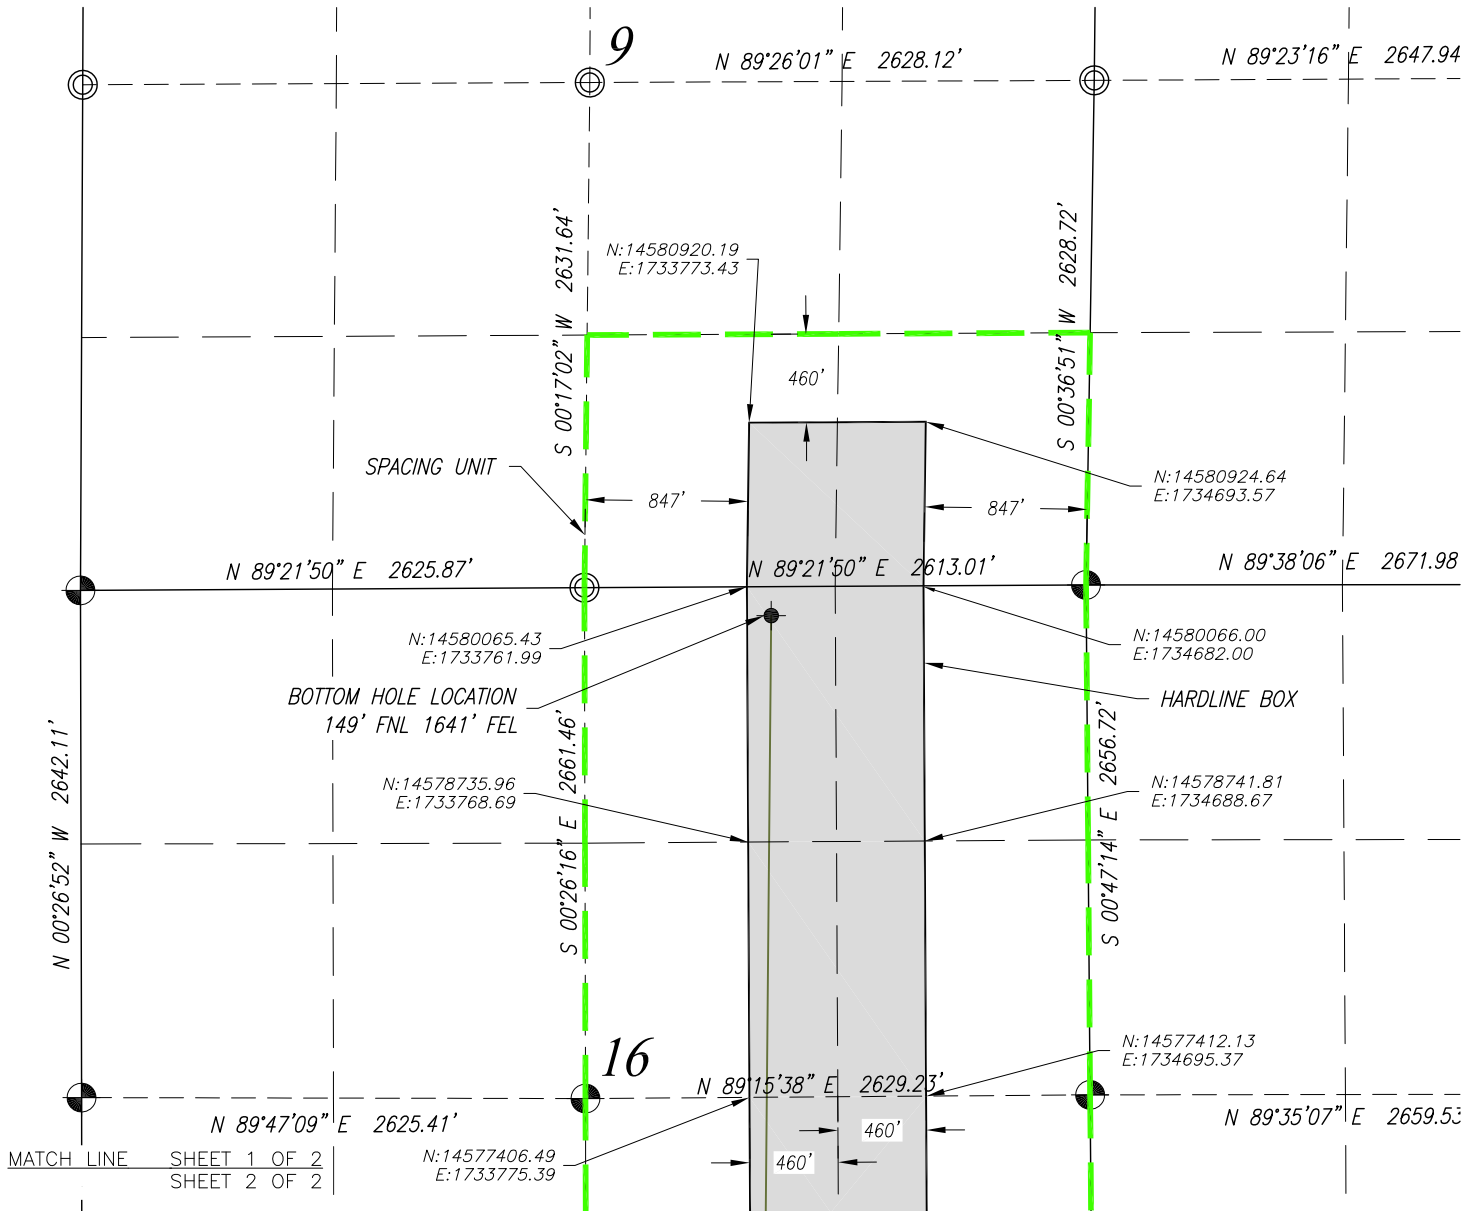 9
N 89°26'01" E 2628.12'
N 89°23'16" E 2647.94
S 00°17'02" W 2631.64'
N:14580920.19
E:1733773.43
S 00°36'51" W 2628.72'
460'
SPACING UNIT
847'
847'
N:14580924.64
E:1734693.57
N 89°21'50" E 2625.87'
N 89°21'50" E 2613.01'
N 89°38'06" E 2671.98
N:14580065.43
E:1733761.99
N:14580066.00
E:1734682.00
BOTTOM HOLE LOCATION
149' FNL 1641' FEL
HARDLINE BOX
N 00°26'52" W 2642.11'
S 00°26'16" E 2661.46'
S 00°47'14" E 2656.72'
N:14578735.96
E:1733768.69
N:14578741.81
E:1734688.67
16
N:14577412.13
E:1734695.37
N 89°15'38" E 2629.23'
N 89°47'09" E 2625.41'
N 89°35'07" E 2659.53
460'
460'
N:14577406.49
E:1733775.39
MATCH LINE SHEET 1 OF 2
SHEET 2 OF 2